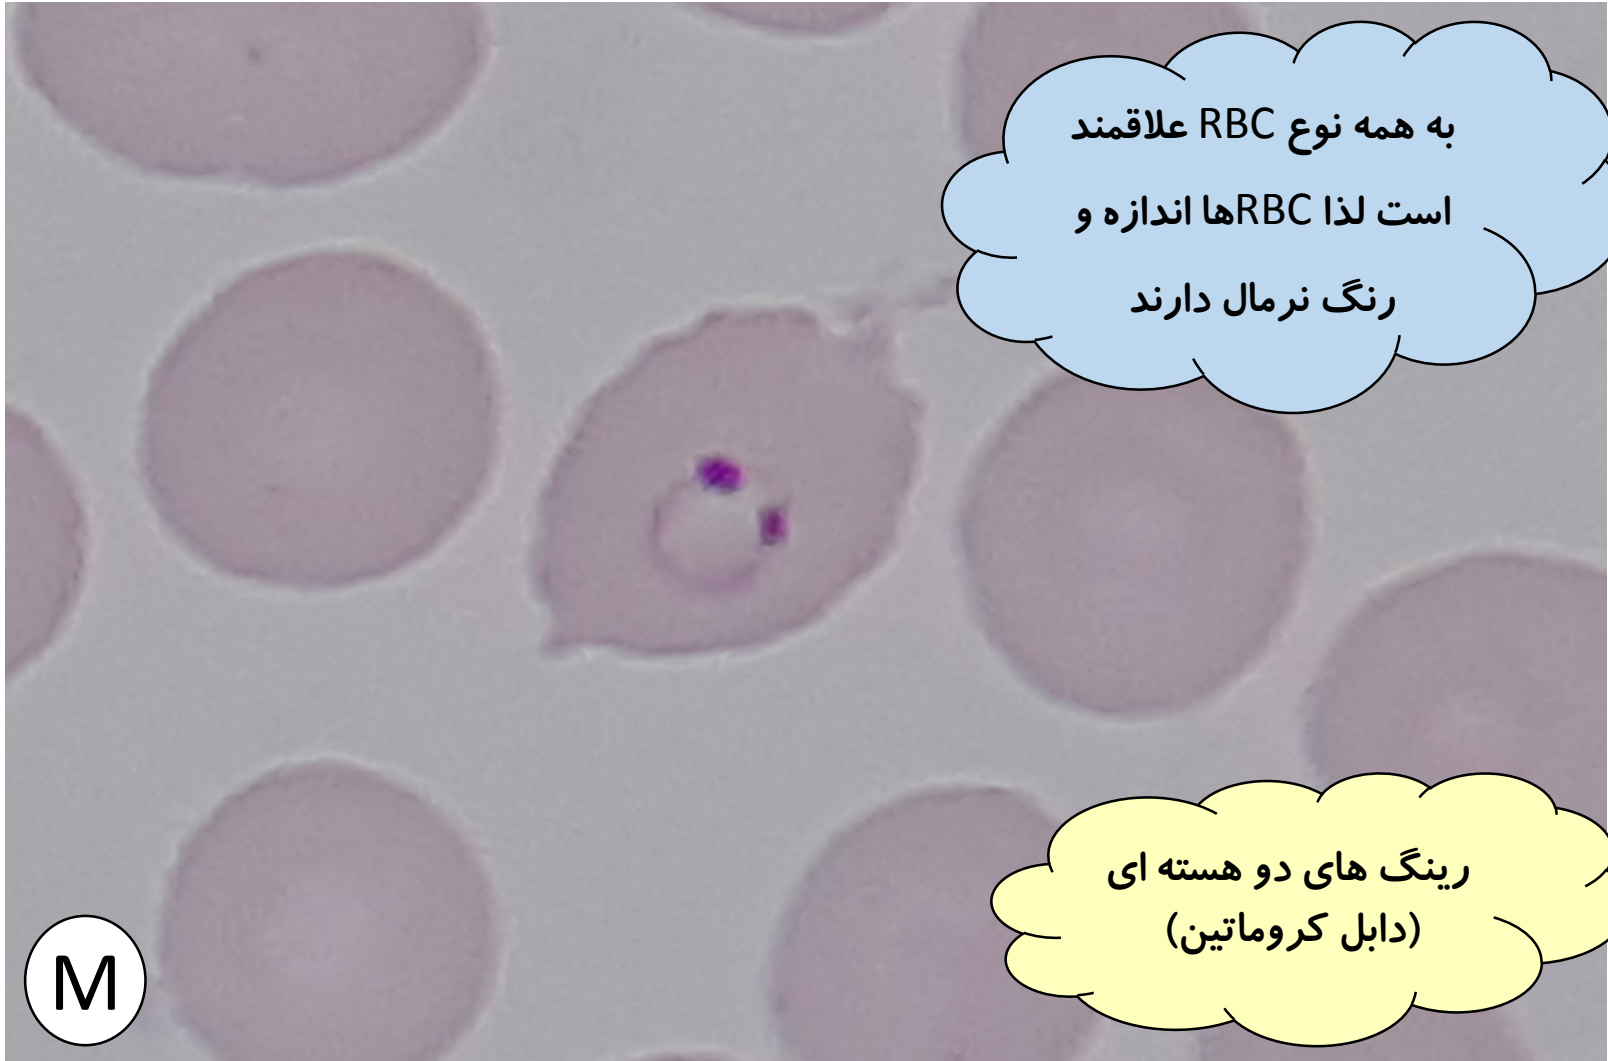 به همه نوع RBC علاقمند
است لذا RBCها اندازه و
رنگ نرمال دارند
رینگ های دو هسته ای
(دابل کروماتین)
M